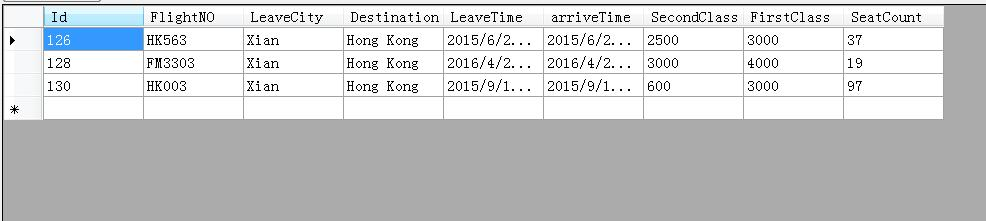 Id FlightNO LeaveCity Destination LeaveTime arriveTime SecondClass FirstClass SeatCount
126 HK563 Xian Hong Kong 2015/6/2... 2015/6/2... 2500 3000 37
128 FM3303 Xian Hong Kong 2016/4/2... 2016/4/2... 3000 4000 19
130 HK003 Xian Hong Kong 2015/9/1... 2015/9/1... 600 3000 97